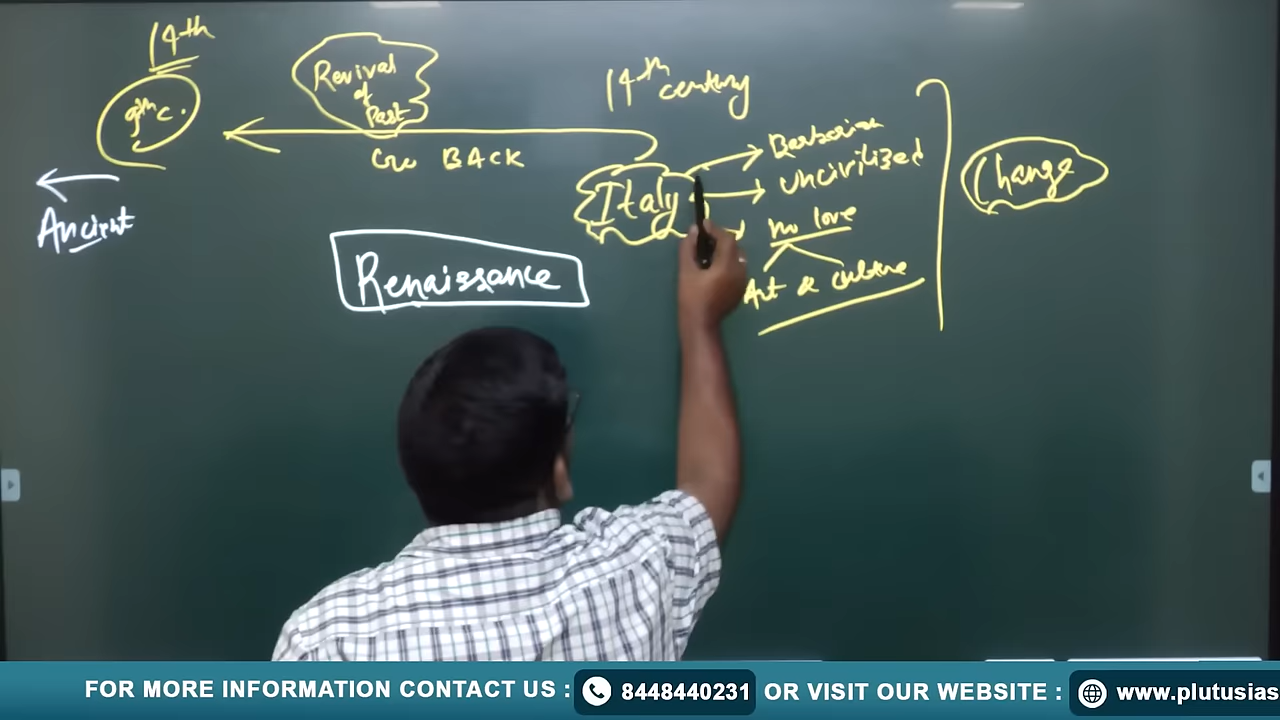 14th
9th c.
Ancient
Revival
of
Past
Go BACK
Renaissance
14th century
Italy
Barbarian
Uncivilized
no love
Art & culture
Change
FOR MORE INFORMATION CONTACT US : 8448440231 OR VISIT OUR WEBSITE : www.plutusias